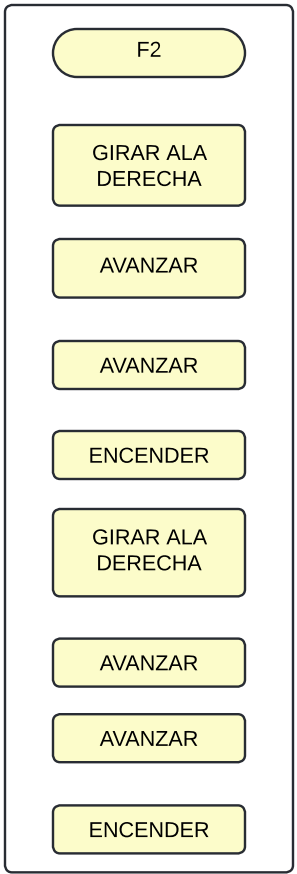 F2
GIRAR ALA
DERECHA
AVANZAR
AVANZAR
ENCENDER
GIRAR ALA
DERECHA
AVANZAR
AVANZAR
ENCENDER